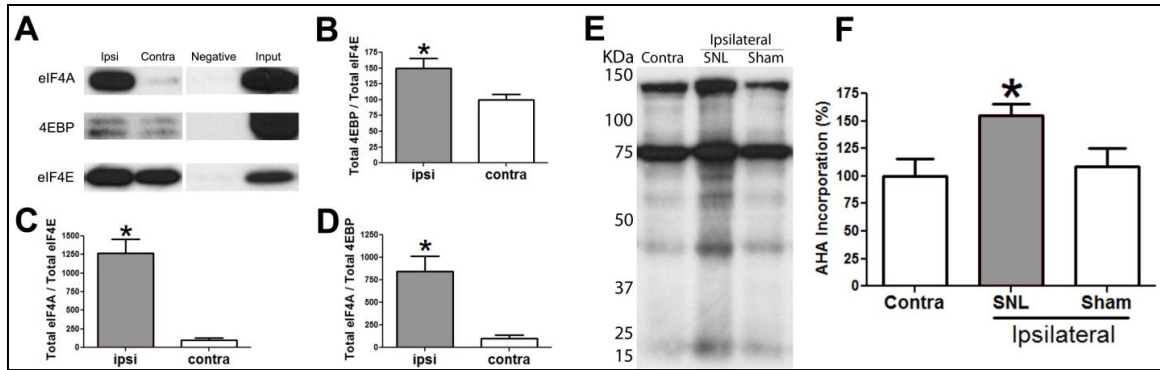 A
Ipsi Contra Negative Input
eIF4A
4EBP
eIF4E
B
Total 4EBP / Total eIF4E
175
150
125
100
75
50
25
0
*
ipsi contra
C
Total eIF4A / Total eIF4E
1500
1250
1000
750
500
250
0
*
ipsi contra
D
Total eIF4A / Total 4EBP
1000
750
500
250
0
*
ipsi contra
E
Ipsilateral
KDa Contra SNL Sham
150
100
75
50
37
25
15
F
AHA Incorporation (%)
175
150
125
100
75
50
25
0
*
Contra SNL Sham
Ipsilateral